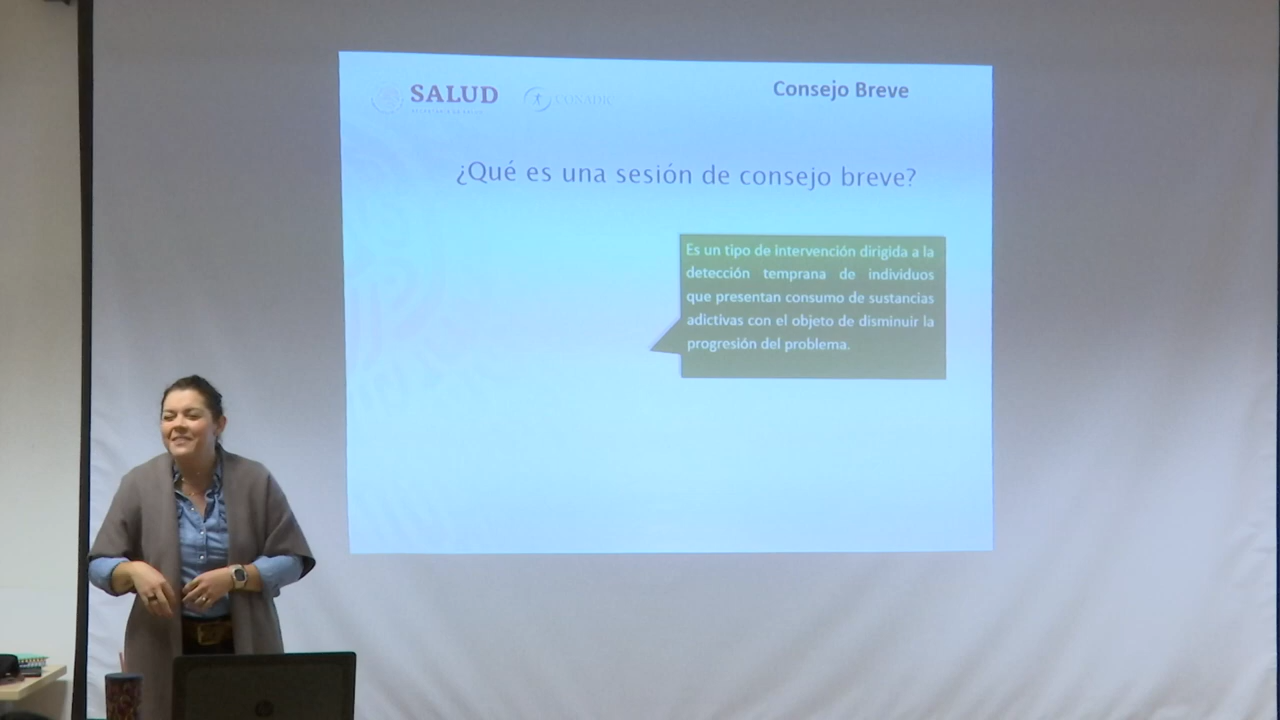 SALUD
CONADIC
Consejo Breve
¿Qué es una sesión de consejo breve?
Es un tipo de intervención dirigida a la
detección temprana de individuos
que presentan consumo de sustancias
adictivas con el objeto de disminuir la
progresión del problema.